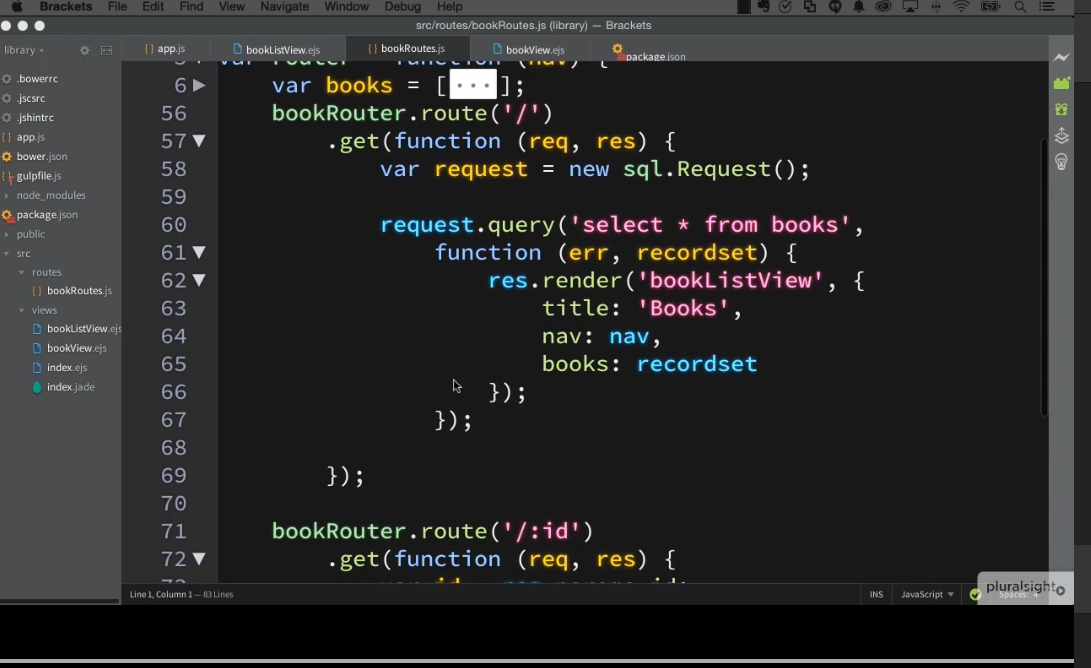 Brackets File Edit Find View Navigate Window Debug Help
src/routes/bookRoutes.js (library) — Brackets
library
app.js bookListView.ejs bookRoutes.js bookView.ejs package.json
.bowerrc
.jscsrc
.jshintrc
app.js
bower.json
gulpfile.js
node_modules
package.json
public
src
routes
bookRoutes.js
views
bookListView.ejs
bookView.ejs
index.ejs
index.jade
5 var router = function (nav) {
6 var books = [...];
56 bookRouter.route('/')
57 .get(function (req, res) {
58 var request = new sql.Request();
59
60 request.query('select * from books',
61 function (err, recordset) {
62 res.render('bookListView', {
63 title: 'Books',
64 nav: nav,
65 books: recordset
66 });
67 });
68
69 });
70
71 bookRouter.route('/:id')
72 .get(function (req, res) {
Line 1, Column 1 — 83 Lines
INS JavaScript Spaces: 4
pluralsight